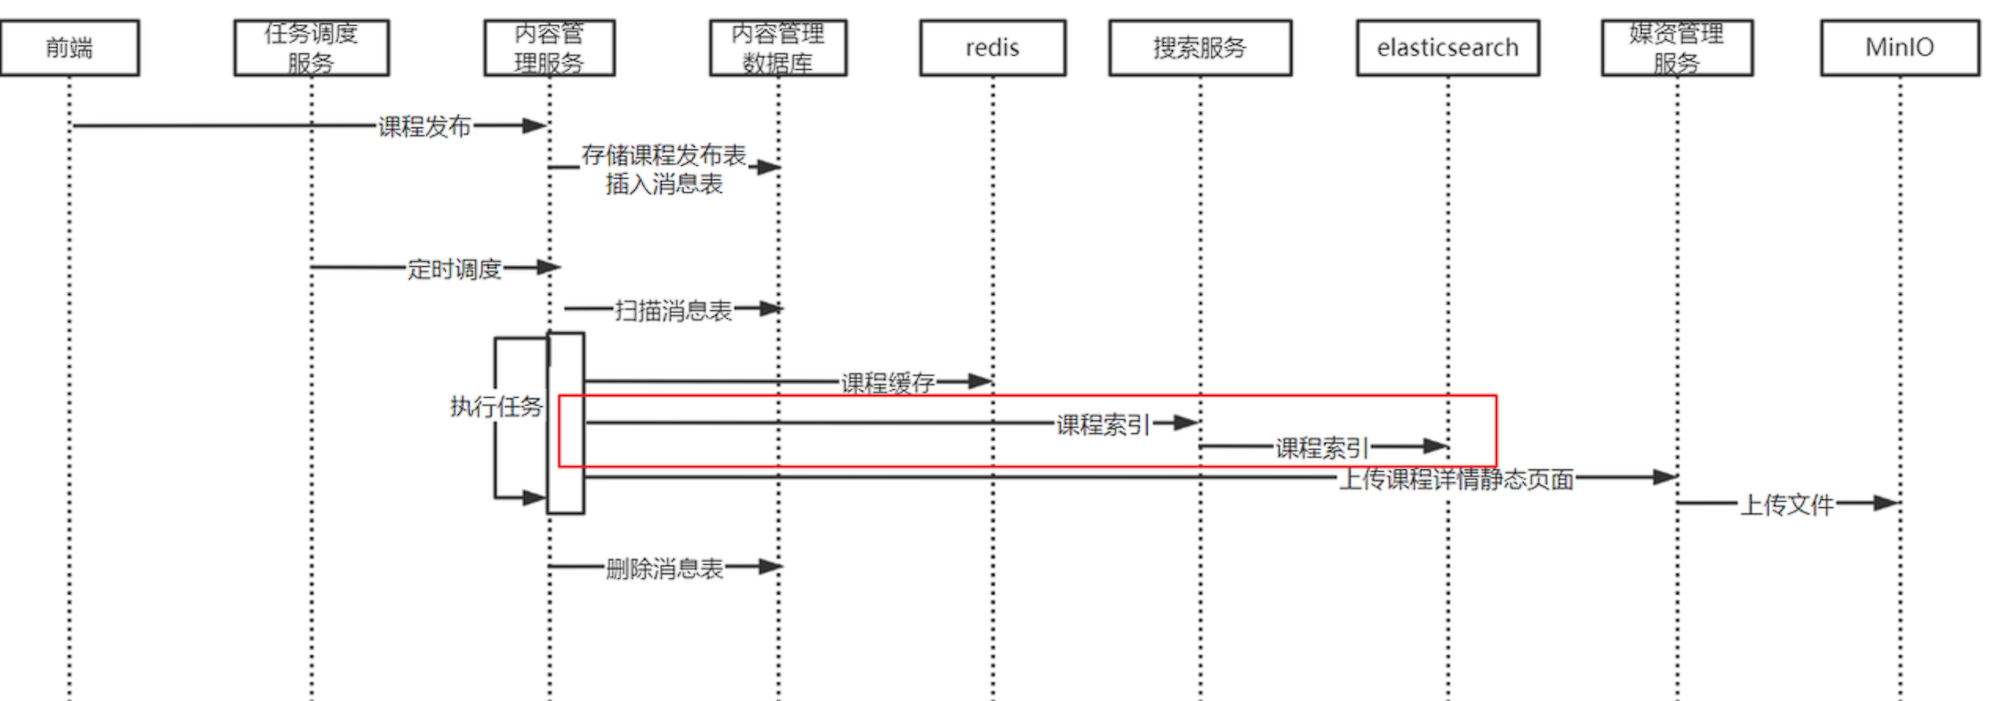 前端
任务调度
服务
内容管
理服务
内容管理
数据库
redis
搜索服务
elasticsearch
媒资管理
服务
MinIO
课程发布
存储课程发布表
插入消息表
定时调度
扫描消息表
课程缓存
执行任务
课程索引
课程索引
上传课程详情静态页面
上传文件
删除消息表